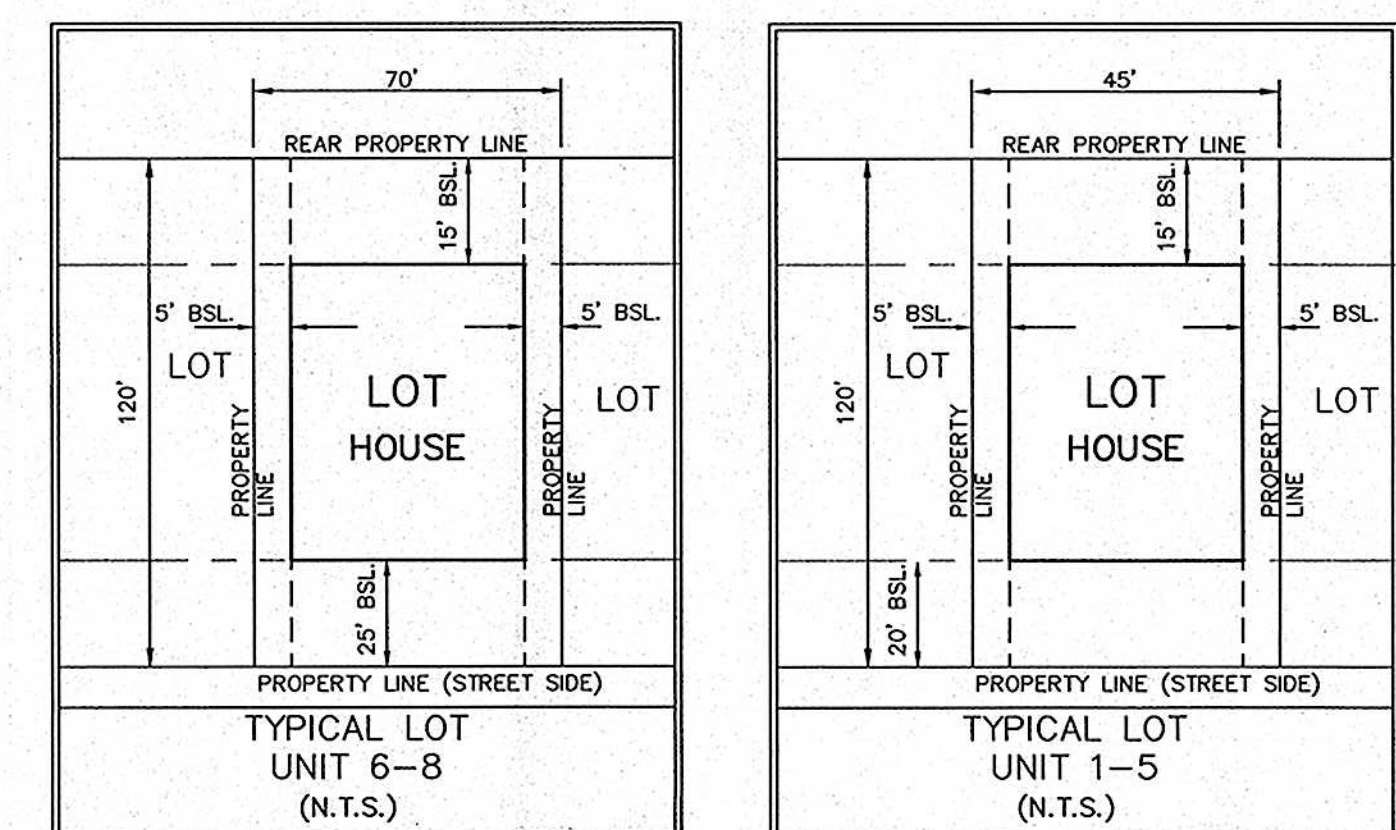 70'
REAR PROPERTY LINE
15' BSL.
5' BSL.
5' BSL.
LOT
LOT
HOUSE
LOT
120'
PROPERTY
LINE
PROPERTY
LINE
25' BSL.
PROPERTY LINE (STREET SIDE)
TYPICAL LOT
UNIT 6-8
(N.T.S.)
45'
REAR PROPERTY LINE
15' BSL.
5' BSL.
5' BSL.
LOT
LOT
HOUSE
LOT
120'
PROPERTY
LINE
PROPERTY
LINE
20' BSL.
PROPERTY LINE (STREET SIDE)
TYPICAL LOT
UNIT 1-5
(N.T.S.)